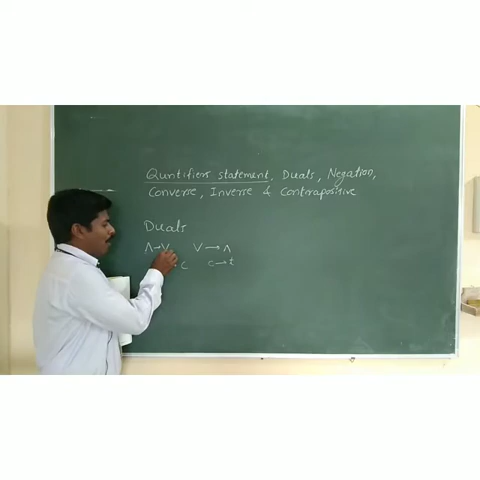 Quntifiers statement, Duals, Negation,
Converse, Inverse & Contrapositive
Duals
∧→∨ ∨→∧
c c→t